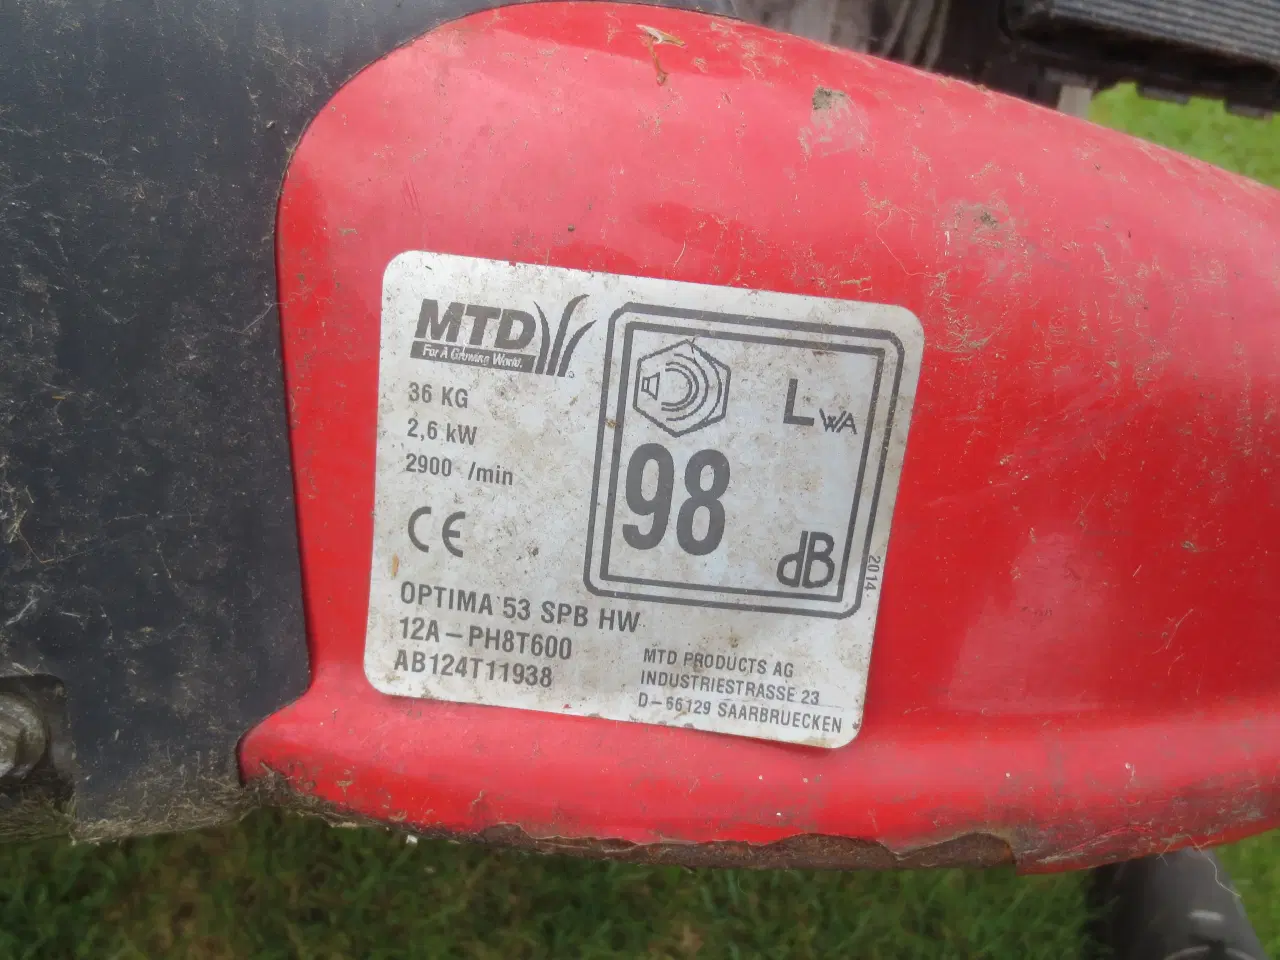 MTD
For A Growing World.
36 KG
2,6 kW
2900 /min
CE
LWA
98
dB
2014
OPTIMA 53 SPB HW
12A-PH8T600
AB124T11938
MTD PRODUCTS AG
INDUSTRIESTRASSE 23
D-66129 SAARBRUECKEN